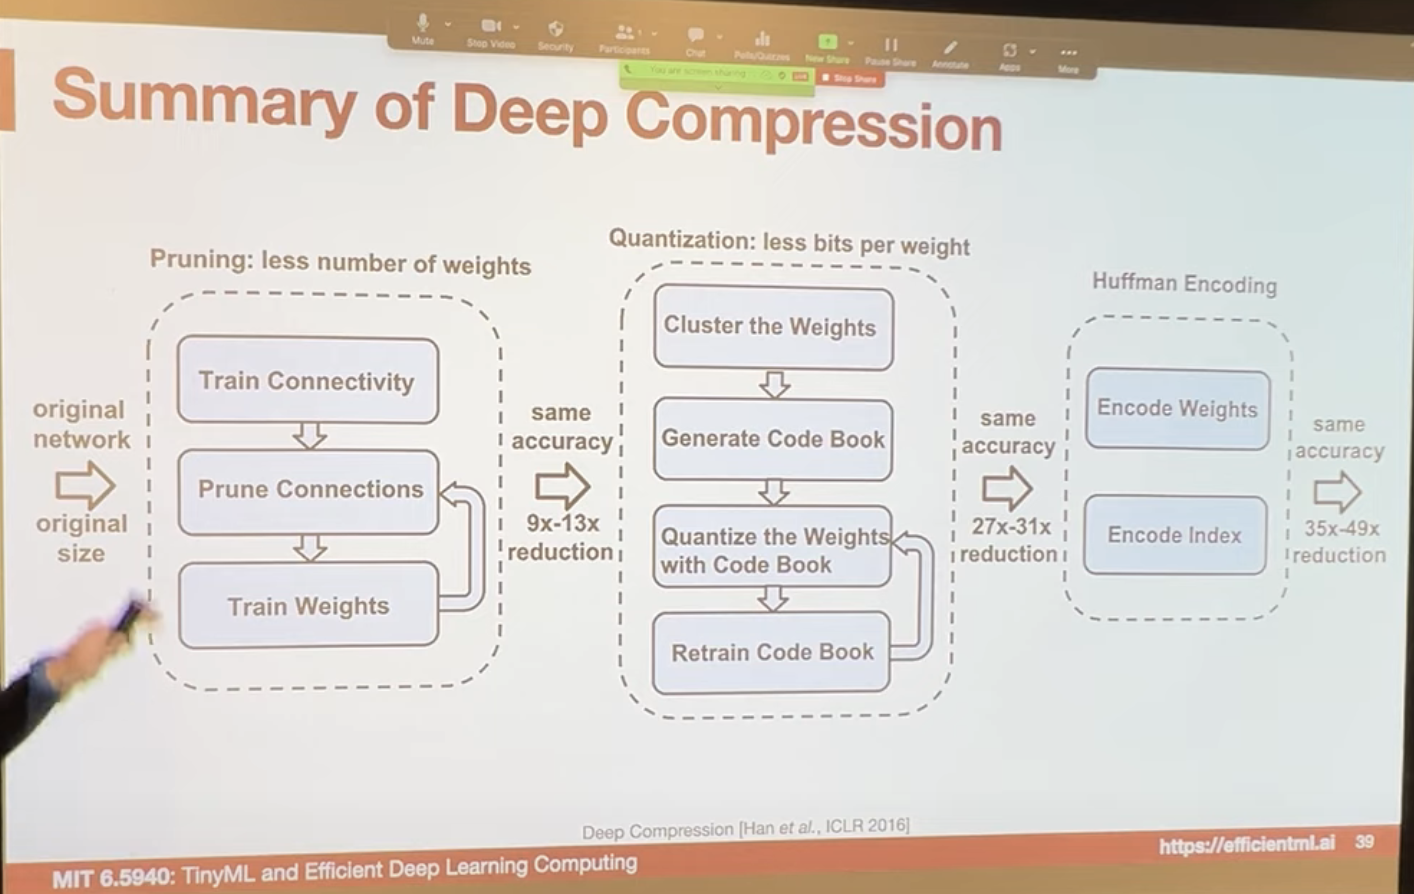 Mute
Stop Video
Security
Participants
Chat
Polls/Quizzes
New Share
Pause Share
Annotate
Apps
More
You are screen sharing
Stop Share
Summary of Deep Compression
Pruning: less number of weights
Train Connectivity
Prune Connections
Train Weights
original
network
original
size
same
accuracy
9x-13x
reduction
Quantization: less bits per weight
Cluster the Weights
Generate Code Book
Quantize the Weights
with Code Book
Retrain Code Book
same
accuracy
27x-31x
reduction
Huffman Encoding
Encode Weights
Encode Index
same
accuracy
35x-49x
reduction
Deep Compression [Han et al., ICLR 2016]
MIT 6.5940: TinyML and Efficient Deep Learning Computing
https://efficientml.ai
39